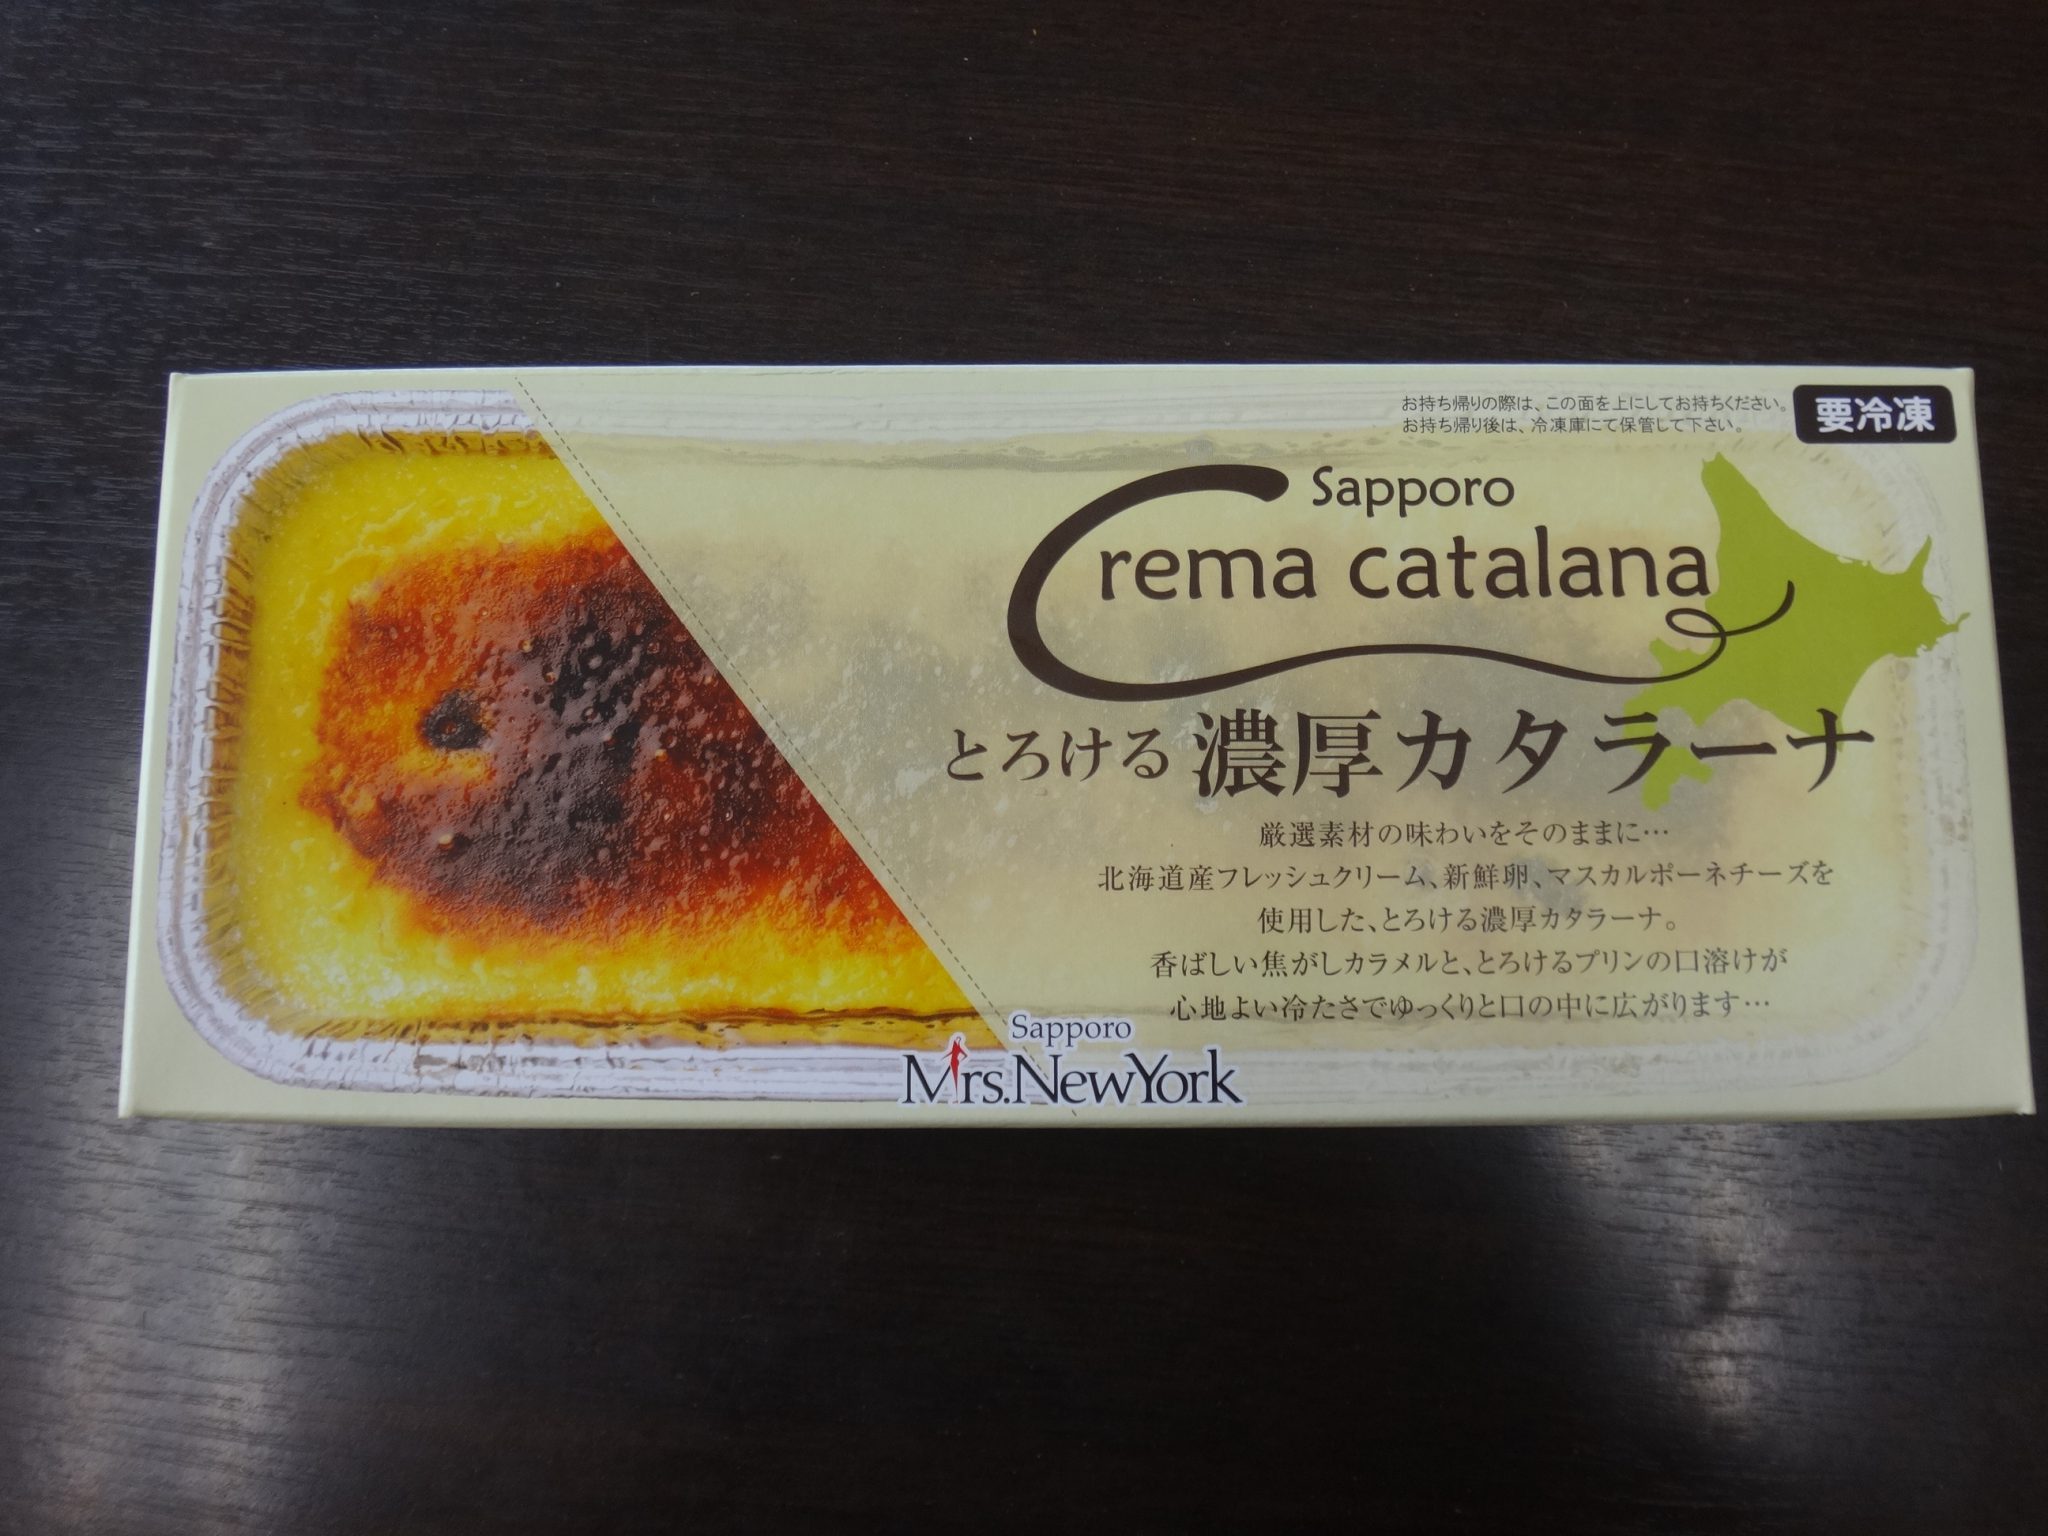 お持ち帰りの際は、この面を上にしてお持ちください。
お持ち帰り後は、冷凍庫にて保管して下さい。
要冷凍
Sapporo
Crema catalana
とろける濃厚カタラーナ
厳選素材の味わいをそのままに…
北海道産フレッシュクリーム、新鮮卵、マスカルポーネチーズを
使用した、とろける濃厚カタラーナ。
香ばしい焦がしカラメルと、とろけるプリンの口溶けが
心地よい冷たさでゆっくりと口の中に広がります…
Sapporo
Mrs.NewYork